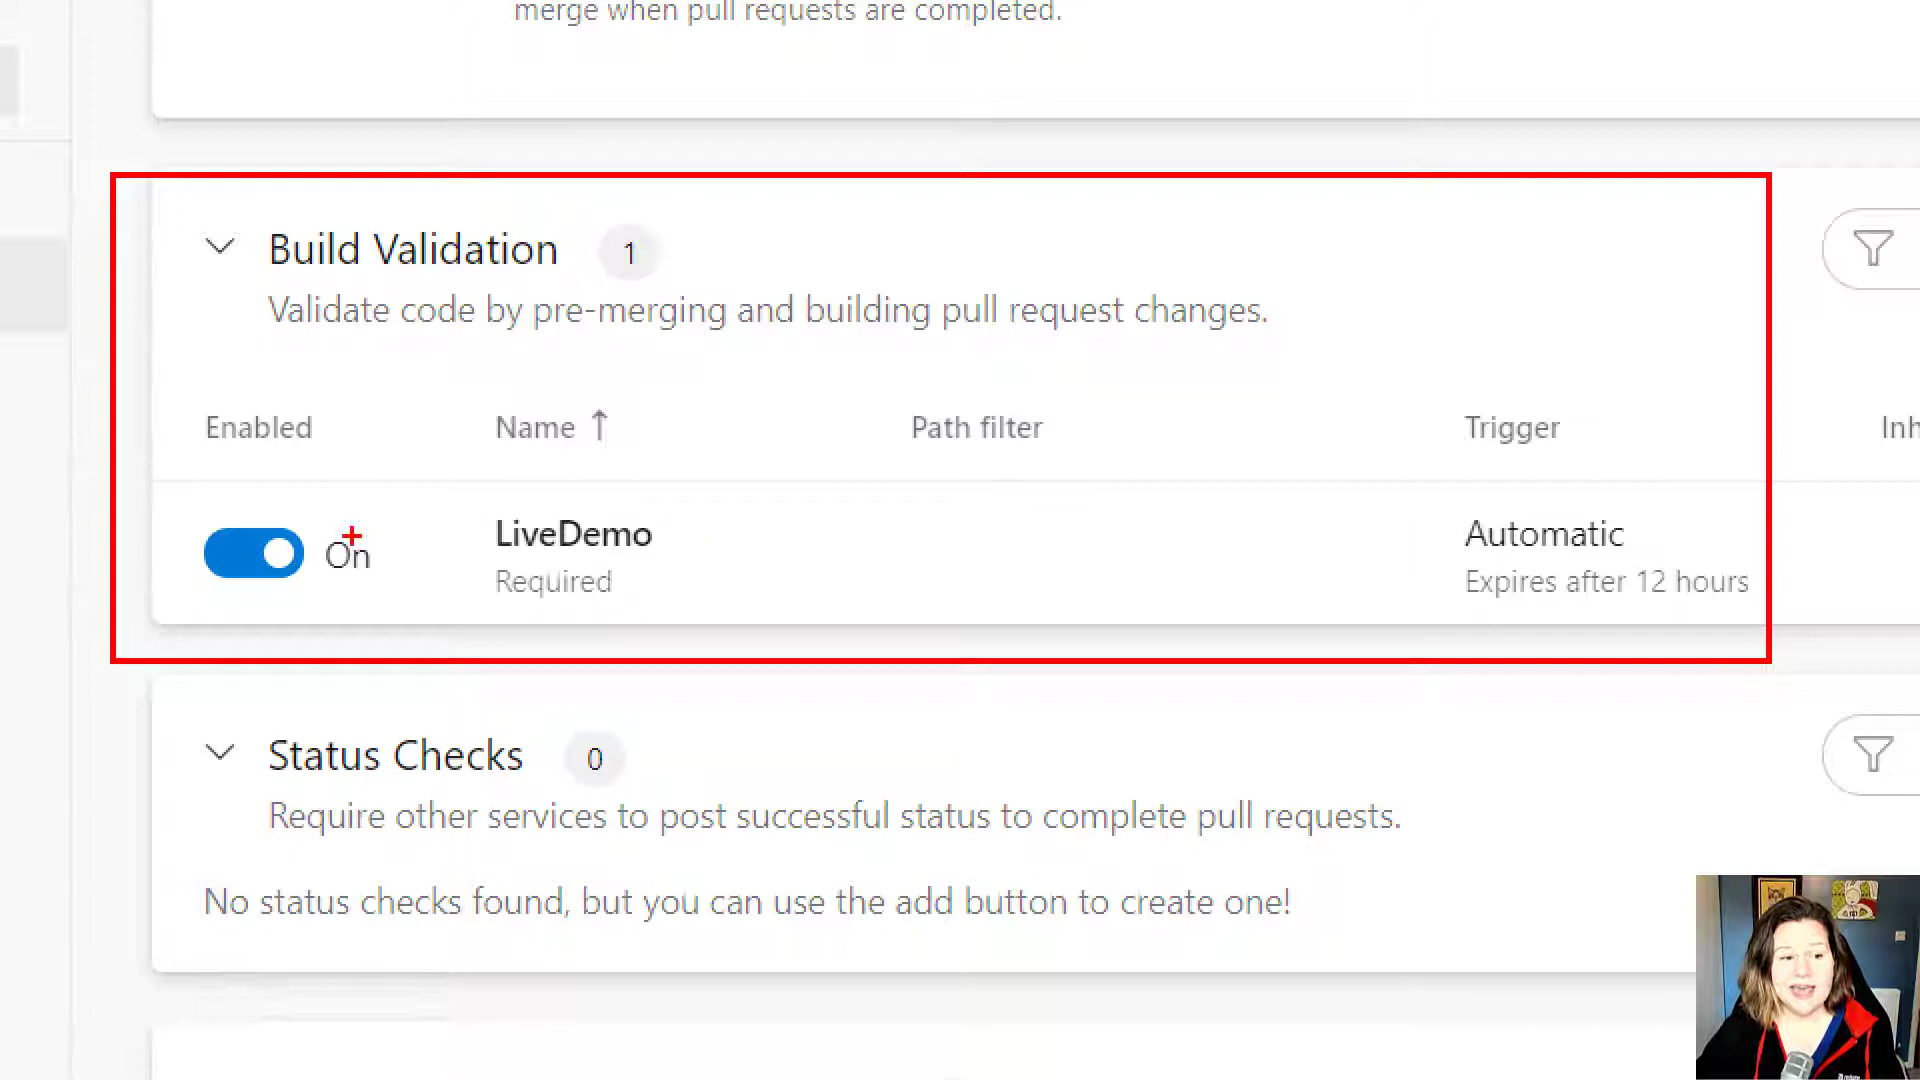 merge when pull requests are completed.
Build Validation 1
Validate code by pre-merging and building pull request changes.
Enabled Name ↑ Path filter Trigger Inh
On LiveDemo Automatic
Required Expires after 12 hours
Status Checks 0
Require other services to post successful status to complete pull requests.
No status checks found, but you can use the add button to create one!